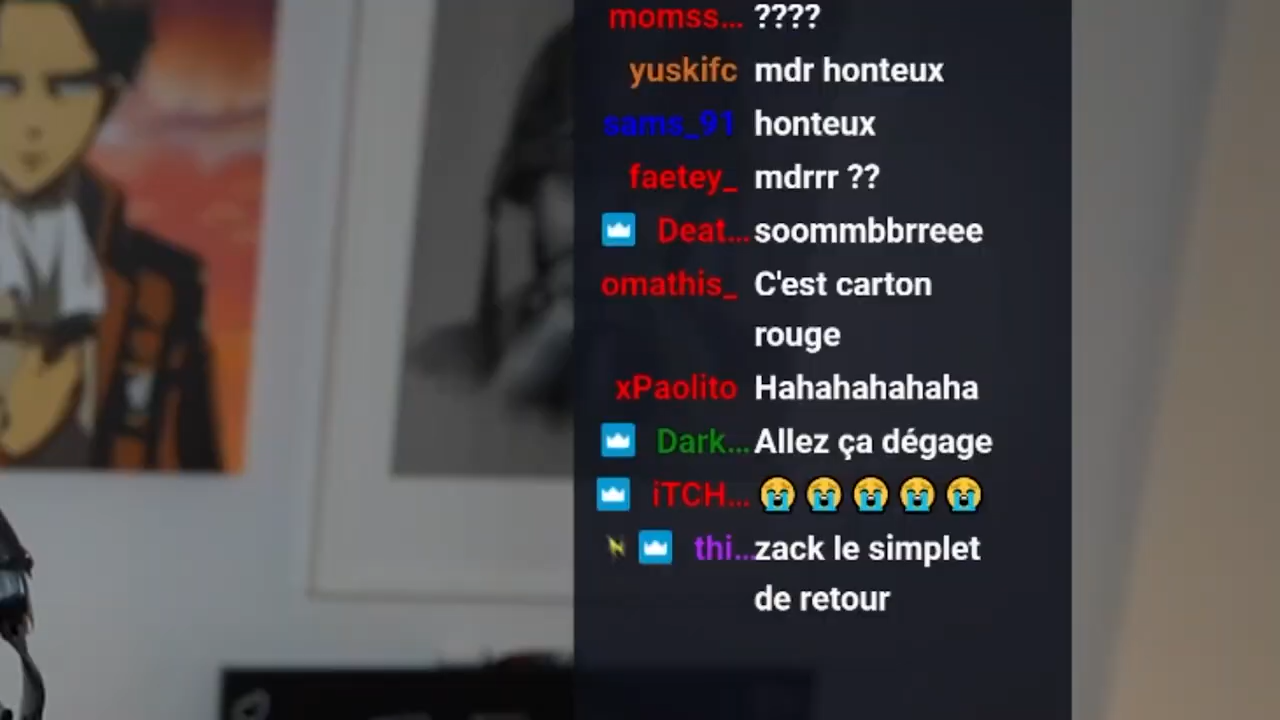 momss… ????
yuskifc mdr honteux
sams_91 honteux
faetey_ mdrrr ??
Deat… soommbbrreee
omathis_ C'est carton
rouge
xPaolito Hahahahahaha
Dark… Allez ça dégage
iTCH… 😭😭😭😭😭
thi… zack le simplet
de retour